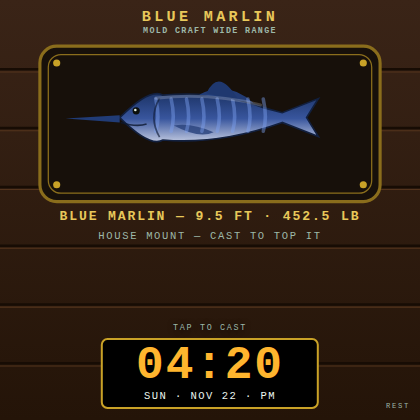 BLUE MARLIN
MOLD CRAFT WIDE RANGE
BLUE MARLIN — 9.5 FT · 452.5 LB
HOUSE MOUNT — CAST TO TOP IT
TAP TO CAST
04:20
SUN · NOV 22 · PM
REST